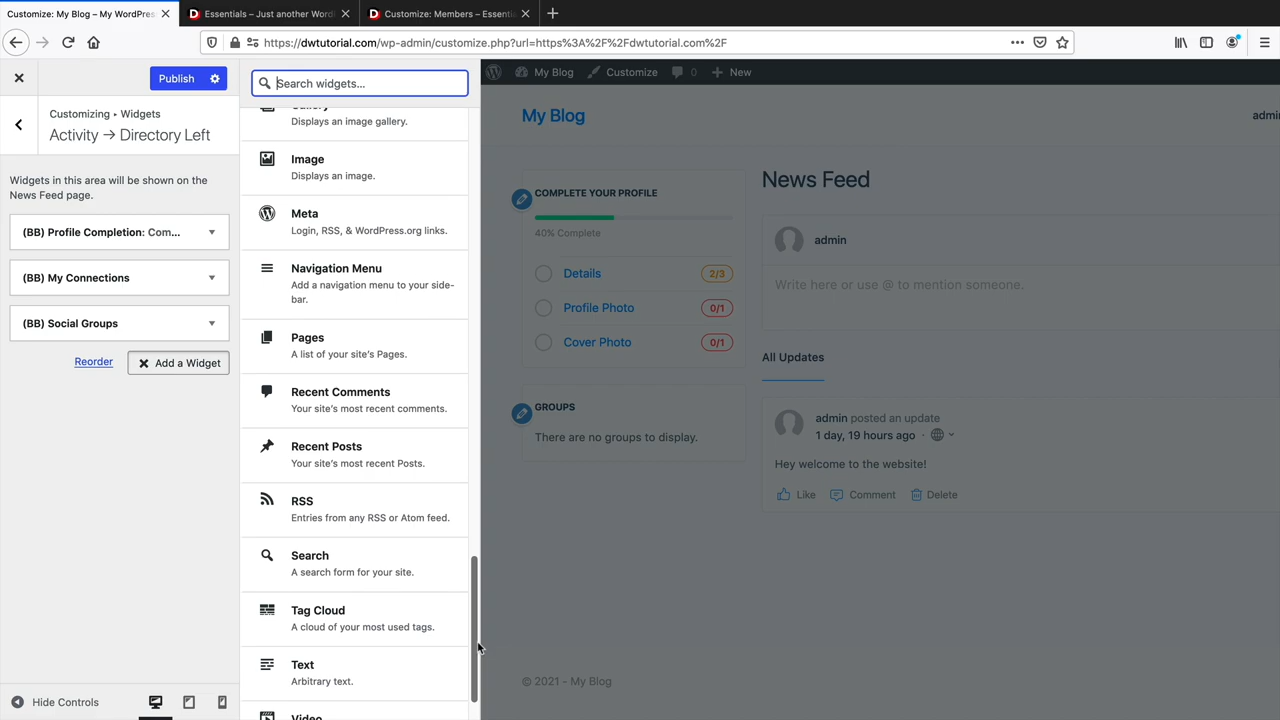 Customize: My Blog – My WordPres
Essentials – Just another Word
Customize: Members – Essentia
https://dwtutorial.com/wp-admin/customize.php?url=https%3A%2F%2Fdwtutorial.com%2F
Publish
Customizing ▸ Widgets
Activity → Directory Left
Widgets in this area will be shown on the
News Feed page.
(BB) Profile Completion: Com...
(BB) My Connections
(BB) Social Groups
Reorder
Add a Widget
Hide Controls
Search widgets...
Gallery
Displays an image gallery.
Image
Displays an image.
Meta
Login, RSS, & WordPress.org links.
Navigation Menu
Add a navigation menu to your side-
bar.
Pages
A list of your site's Pages.
Recent Comments
Your site's most recent comments.
Recent Posts
Your site's most recent Posts.
RSS
Entries from any RSS or Atom feed.
Search
A search form for your site.
Tag Cloud
A cloud of your most used tags.
Text
Arbitrary text.
Video
My Blog
Customize
0
New
My Blog
admin
COMPLETE YOUR PROFILE
40% Complete
Details
2/3
Profile Photo
0/1
Cover Photo
0/1
GROUPS
There are no groups to display.
News Feed
admin
Write here or use @ to mention someone.
All Updates
admin posted an update
1 day, 19 hours ago
Hey welcome to the website!
Like
Comment
Delete
© 2021 - My Blog